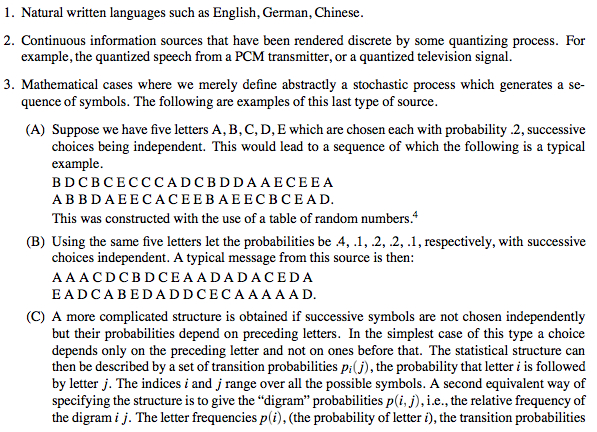 1. Natural written languages such as English, German, Chinese.
2. Continuous information sources that have been rendered discrete by some quantizing process. For
example, the quantized speech from a PCM transmitter, or a quantized television signal.
3. Mathematical cases where we merely define abstractly a stochastic process which generates a se-
quence of symbols. The following are examples of this last type of source.
(A) Suppose we have five letters A, B, C, D, E which are chosen each with probability .2, successive
choices being independent. This would lead to a sequence of which the following is a typical
example.
B D C B C E C C C A D C B D D A A E C E E A
A B B D A E E C A C E E B A E E C B C E A D.
This was constructed with the use of a table of random numbers.⁴
(B) Using the same five letters let the probabilities be .4, .1, .2, .2, .1, respectively, with successive
choices independent. A typical message from this source is then:
A A A C D C B D C E A A D A D A C E D A
E A D C A B E D A D D C E C A A A A A D.
(C) A more complicated structure is obtained if successive symbols are not chosen independently
but their probabilities depend on preceding letters. In the simplest case of this type a choice
depends only on the preceding letter and not on ones before that. The statistical structure can
then be described by a set of transition probabilities pᵢ(j), the probability that letter i is followed
by letter j. The indices i and j range over all the possible symbols. A second equivalent way of
specifying the structure is to give the “digram” probabilities p(i, j), i.e., the relative frequency of
the digram i j. The letter frequencies p(i), (the probability of letter i), the transition probabilities